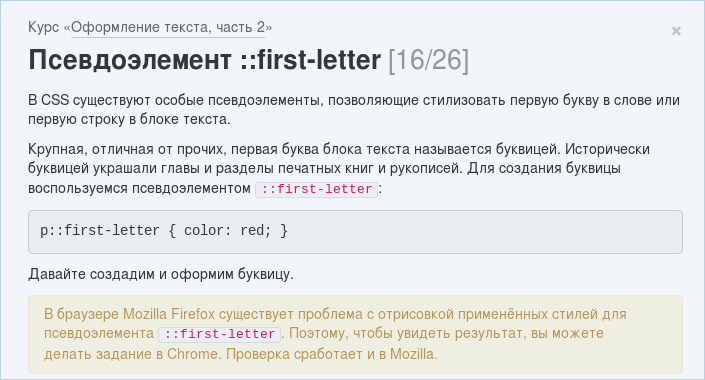 Курс «Оформление текста, часть 2»
×
Псевдоэлемент ::first-letter [16/26]
В CSS существуют особые псевдоэлементы, позволяющие стилизовать первую букву в слове или
первую строку в блоке текста.
Крупная, отличная от прочих, первая буква блока текста называется буквицей. Исторически
буквицей украшали главы и разделы печатных книг и рукописей. Для создания буквицы
воспользуемся псевдоэлементом ::first-letter:
p::first-letter { color: red; }
Давайте создадим и оформим буквицу.
В браузере Mozilla Firefox существует проблема с отрисовкой применённых стилей для
псевдоэлемента ::first-letter. Поэтому, чтобы увидеть результат, вы можете
делать задание в Chrome. Проверка сработает и в Mozilla.